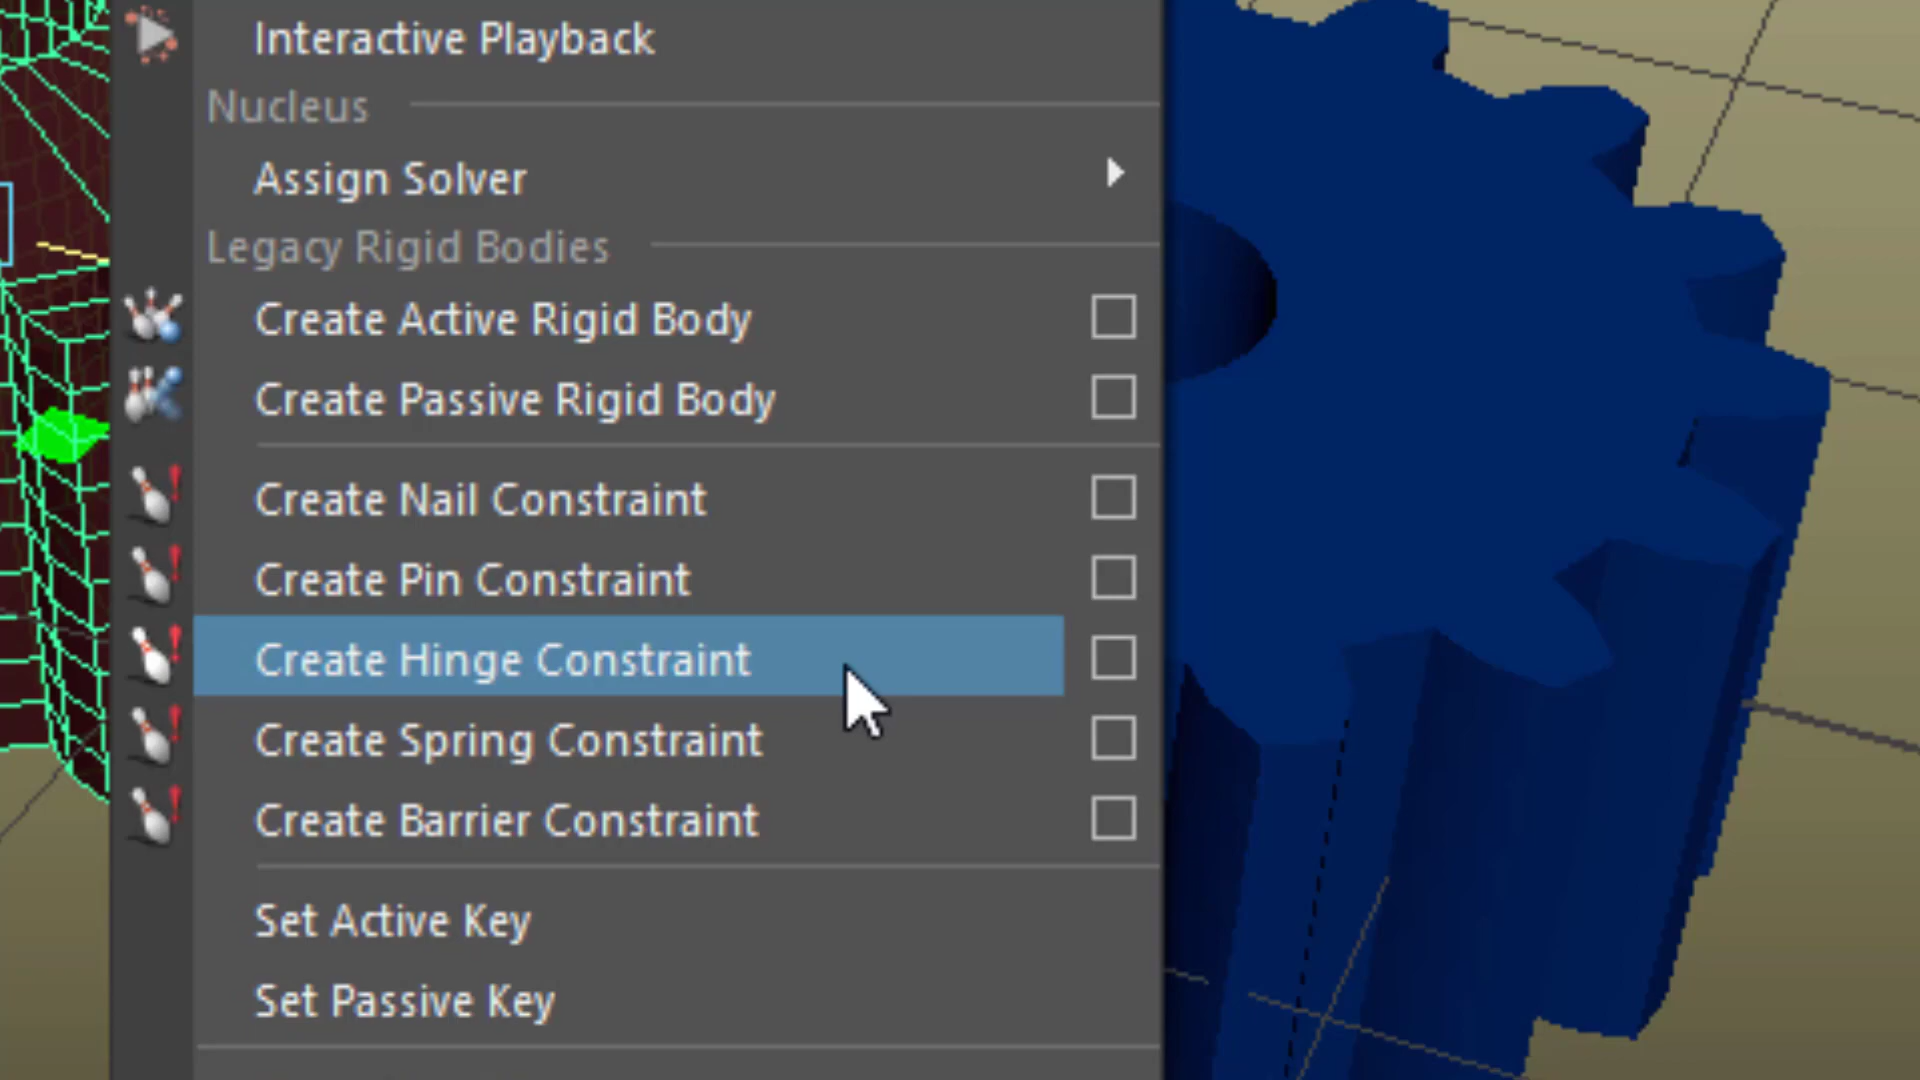 Interactive Playback
Nucleus
Assign Solver
Legacy Rigid Bodies
Create Active Rigid Body
Create Passive Rigid Body
Create Nail Constraint
Create Pin Constraint
Create Hinge Constraint
Create Spring Constraint
Create Barrier Constraint
Set Active Key
Set Passive Key